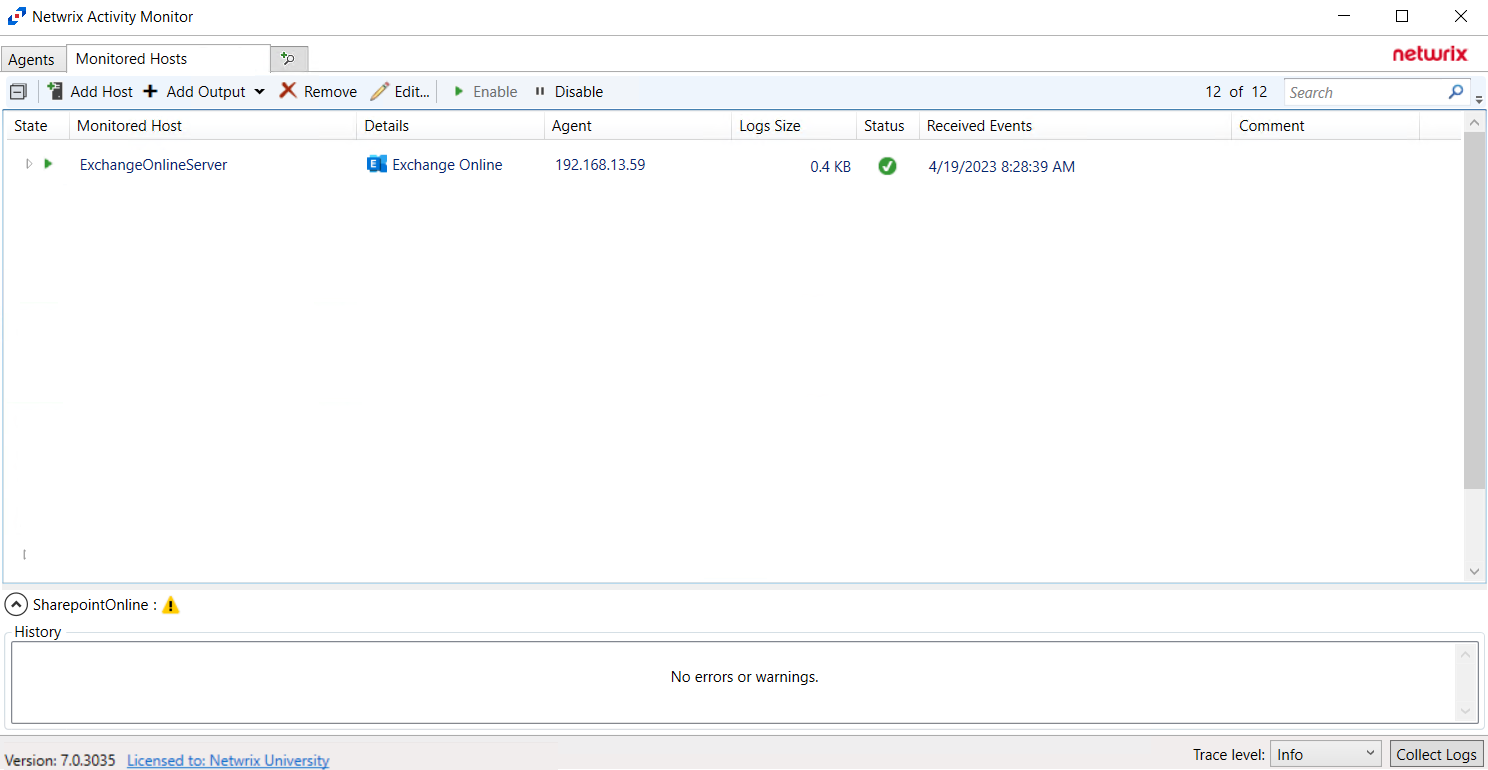 Netwrix Activity Monitor
Agents Monitored Hosts netwrix
Add Host Add Output Remove Edit... Enable Disable 12 of 12 Search
State Monitored Host Details Agent Logs Size Status Received Events Comment
ExchangeOnlineServer E Exchange Online 192.168.13.59 0.4 KB 4/19/2023 8:28:39 AM
SharepointOnline :
History
No errors or warnings.
Version: 7.0.3035 Licensed to: Netwrix University Trace level: Info Collect Logs